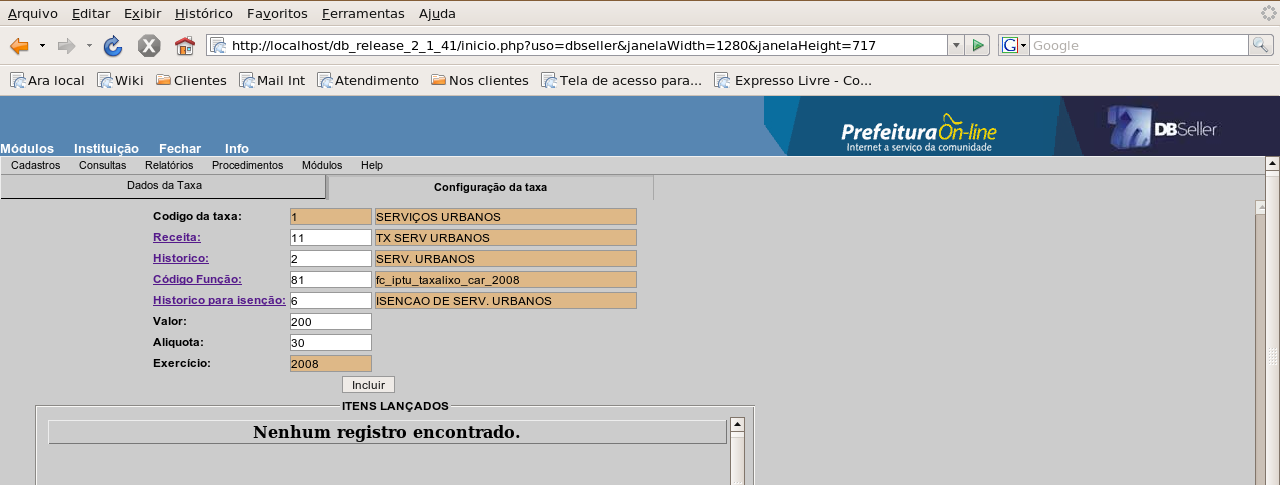 Arquivo Editar Exibir Histórico Favoritos Ferramentas Ajuda
http://localhost/db_release_2_1_41/inicio.php?uso=dbseller&janelaWidth=1280&janelaHeight=717 G Google
Ara local Wiki Clientes Mail Int Atendimento Nos clientes Tela de acesso para... Expresso Livre - Co...
PrefeituraOn-line
Internet a serviço da comunidade
DBSeller
Módulos Instituição Fechar Info
Cadastros Consultas Relatórios Procedimentos Módulos Help
Dados da Taxa Configuração da taxa
Codigo da taxa: 1 SERVIÇOS URBANOS
Receita: 11 TX SERV URBANOS
Historico: 2 SERV. URBANOS
Código Função: 81 fc_iptu_taxalixo_car_2008
Historico para isenção: 6 ISENCAO DE SERV. URBANOS
Valor: 200
Aliquota: 30
Exercício: 2008
Incluir
ITENS LANÇADOS
Nenhum registro encontrado.